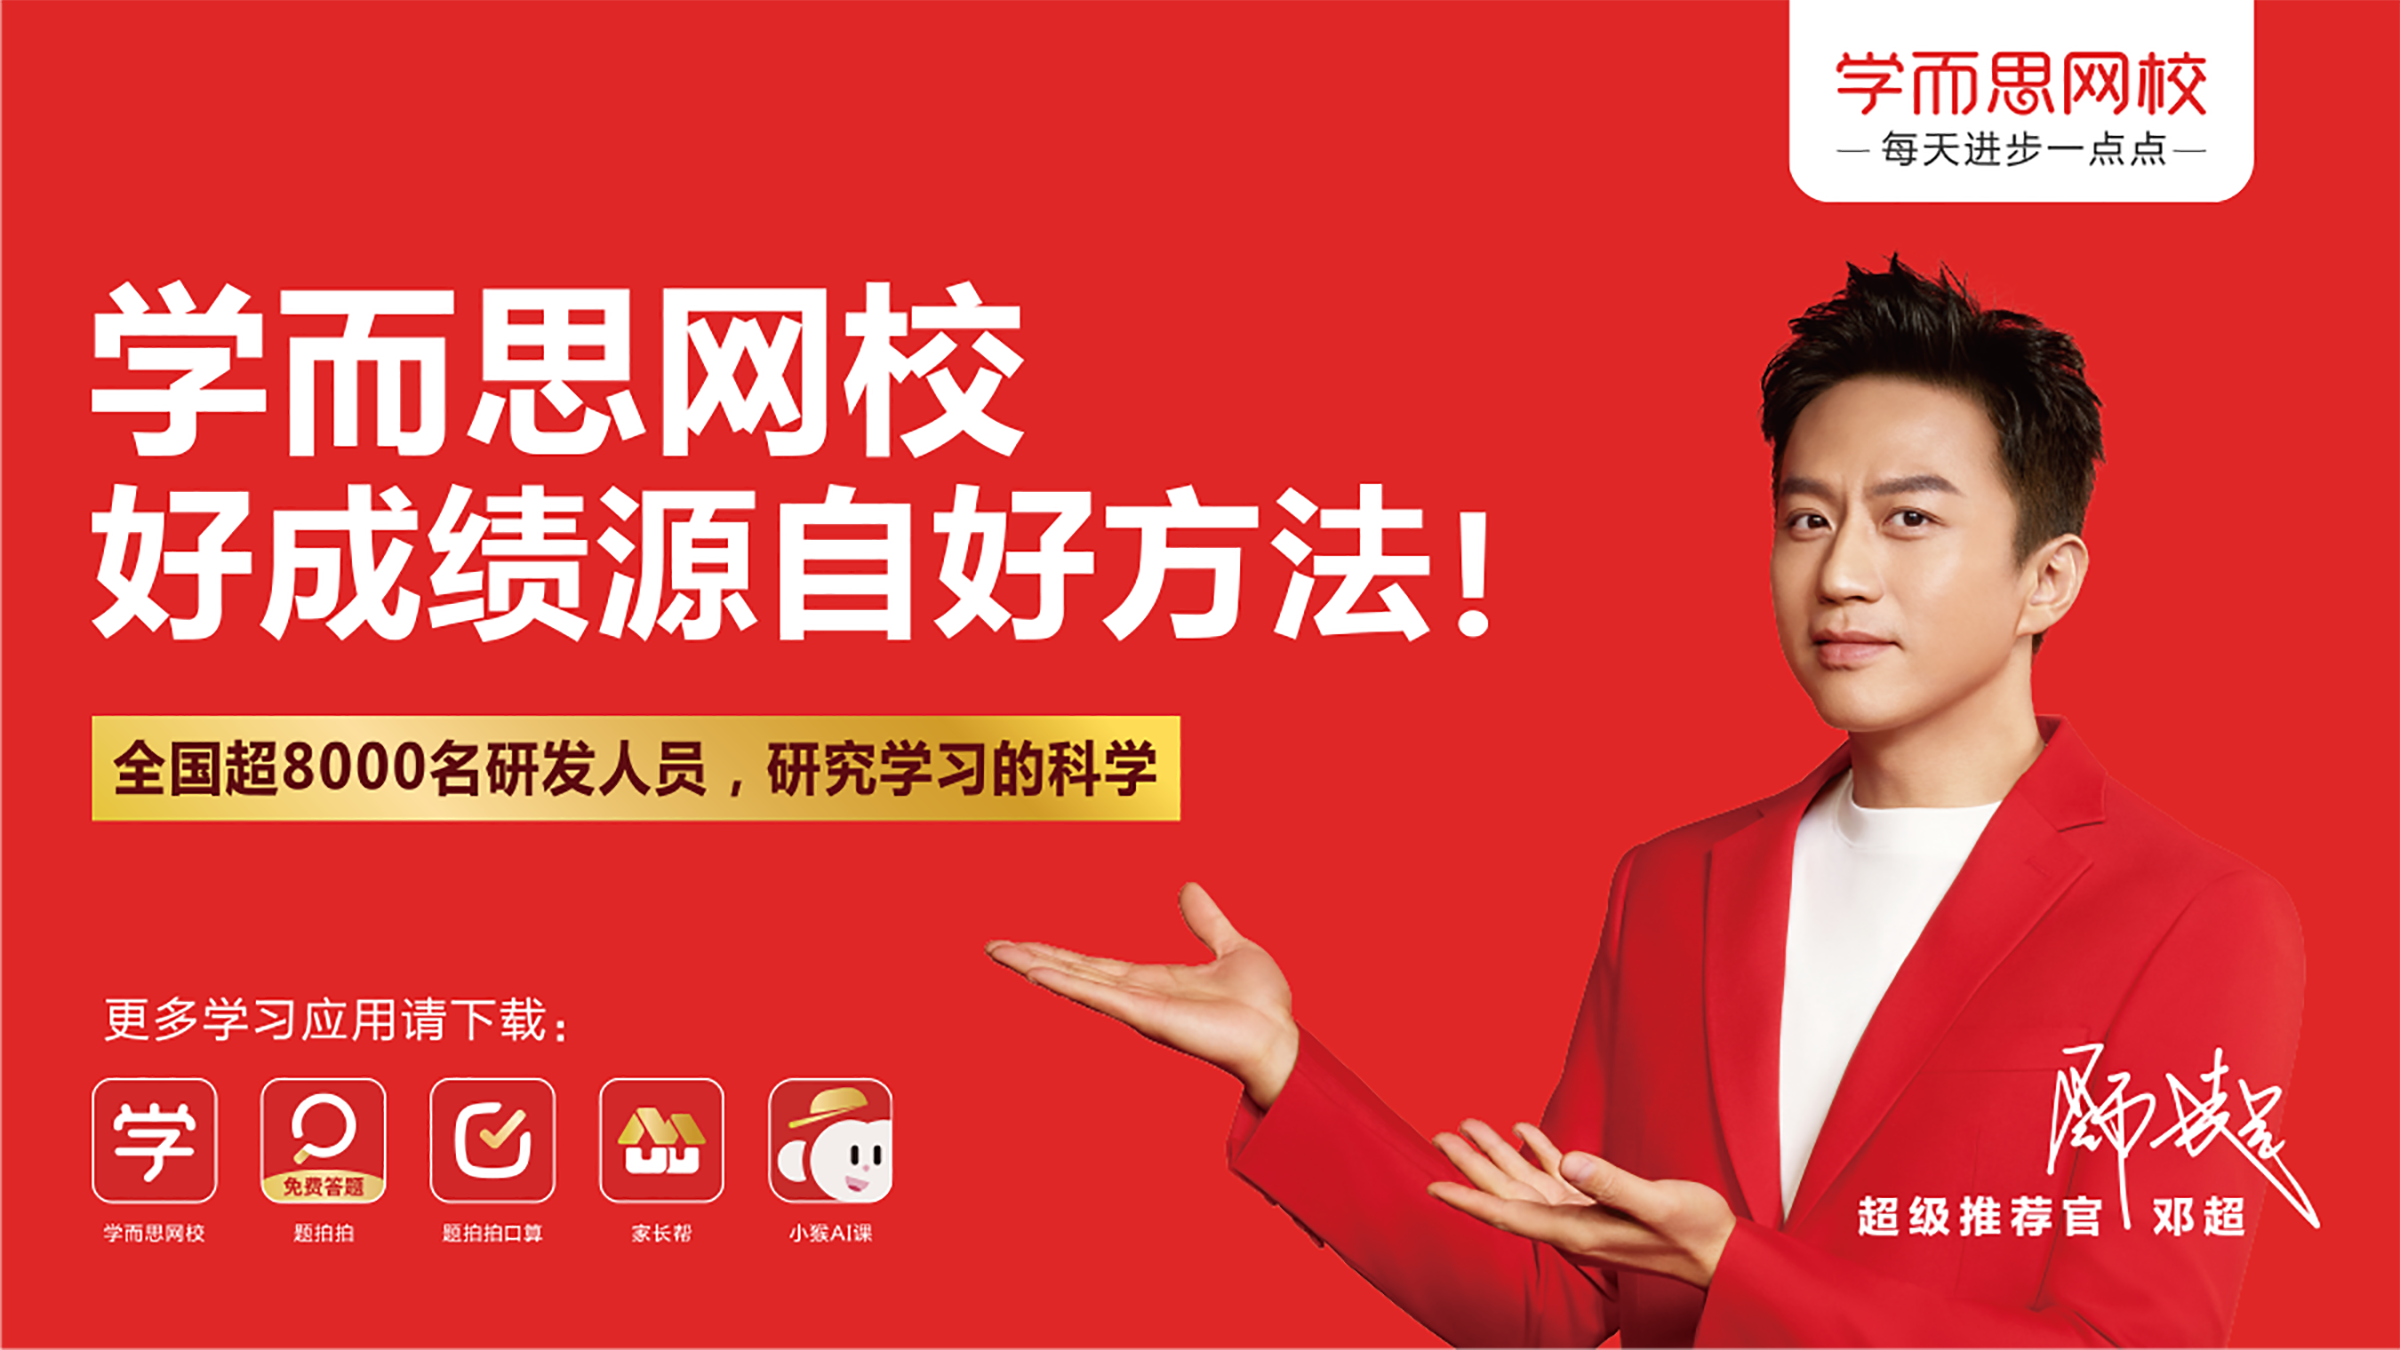 学而思网校
—每天进步一点点—
学而思网校
好成绩源自好方法！
全国超8000名研发人员，研究学习的科学
更多学习应用请下载：
学
免费答题
学而思网校
题拍拍
题拍拍口算
家长帮
小猴AI课
超级推荐官 邓超